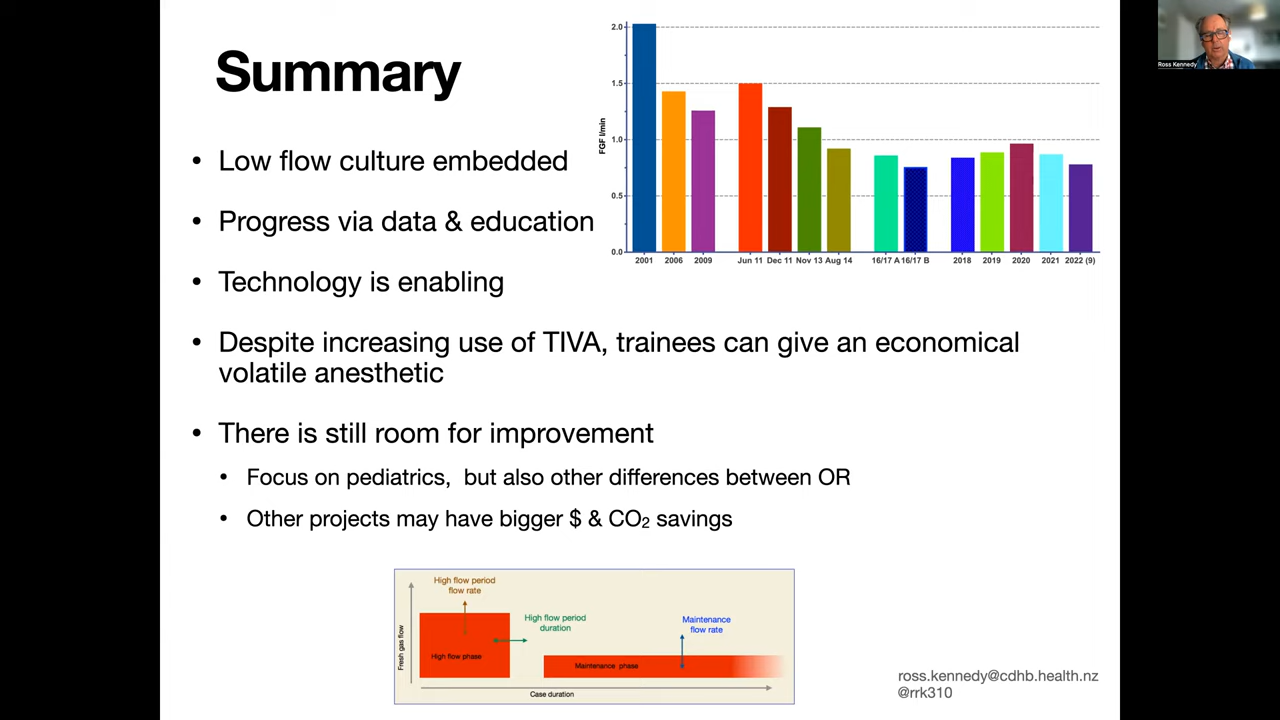 Summary
• Low flow culture embedded
• Progress via data & education
• Technology is enabling
• Despite increasing use of TIVA, trainees can give an economical
volatile anesthetic
• There is still room for improvement
• Focus on pediatrics, but also other differences between OR
• Other projects may have bigger $ & CO₂ savings
FGF l/min
2.0
1.5
1.0
0.5
0.0
2001 2006 2009 Jun 11 Dec 11 Nov 13 Aug 14 16/17 A 16/17 B 2018 2019 2020 2021 2022 (9)
Ross Kennedy
High flow period
flow rate
High flow period
duration
Maintenance
flow rate
High flow phase
Maintenance phase
Fresh gas flow
Case duration
ross.kennedy@cdhb.health.nz
@rrk310